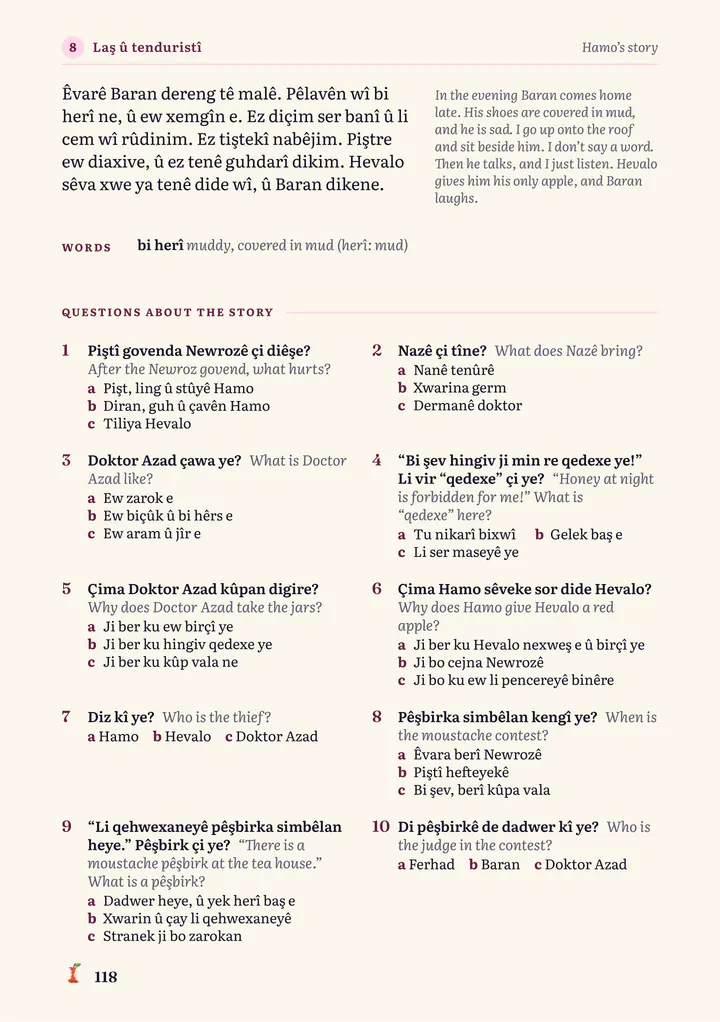 8 Laş û tenduristî
Hamo's story
Êvarê Baran dereng tê malê. Pêlavên wî bi
herî ne, û ew xemgîn e. Ez diçim ser banî û li
cem wî rûdinim. Ez tiştekî nabêjim. Piştre
ew diaxive, û ez tenê guhdarî dikim. Hevalo
sêva xwe ya tenê dide wî, û Baran dikene.
In the evening Baran comes home
late. His shoes are covered in mud,
and he is sad. I go up onto the roof
and sit beside him. I don't say a word.
Then he talks, and I just listen. Hevalo
gives him his only apple, and Baran
laughs.
WORDS bi herî muddy, covered in mud (herî: mud)
QUESTIONS ABOUT THE STORY
1 Piştî govenda Newrozê çi diêşe?
After the Newroz govend, what hurts?
a Pişt, ling û stûyê Hamo
b Diran, guh û çavên Hamo
c Tiliya Hevalo
2 Nazê çi tîne? What does Nazê bring?
a Nanê tenûrê
b Xwarina germ
c Dermanê doktor
3 Doktor Azad çawa ye? What is Doctor
Azad like?
a Ew zarok e
b Ew biçûk û bi hêrs e
c Ew aram û jîr e
4 “Bi şev hingiv ji min re qedexe ye!”
Li vir “qedexe” çi ye? “Honey at night
is forbidden for me!” What is
“qedexe” here?
a Tu nikarî bixwî b Gelek baş e
c Li ser maseyê ye
5 Çima Doktor Azad kûpan digire?
Why does Doctor Azad take the jars?
a Ji ber ku ew birçî ye
b Ji ber ku hingiv qedexe ye
c Ji ber ku kûp vala ne
6 Çima Hamo sêveke sor dide Hevalo?
Why does Hamo give Hevalo a red
apple?
a Ji ber ku Hevalo nexweş e û birçî ye
b Ji bo cejna Newrozê
c Ji bo ku ew li pencereyê binêre
7 Diz kî ye? Who is the thief?
a Hamo b Hevalo c Doktor Azad
8 Pêşbirka simbêlan kengî ye? When is
the moustache contest?
a Êvara berî Newrozê
b Piştî hefteyekê
c Bi şev, berî kûpa vala
9 “Li qehwexaneyê pêşbirka simbêlan
heye.” Pêşbirk çi ye? “There is a
moustache pêşbirk at the tea house.”
What is a pêşbirk?
a Dadwer heye, û yek herî baş e
b Xwarin û çay li qehwexaneyê
c Stranek ji bo zarokan
10 Di pêşbirkê de dadwer kî ye? Who is
the judge in the contest?
a Ferhad b Baran c Doktor Azad
118